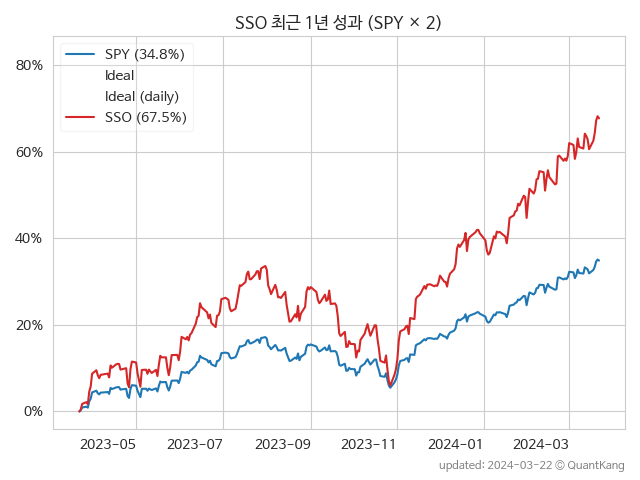 SSO 최근 1년 성과 (SPY × 2)
SPY (34.8%)
Ideal
Ideal (daily)
SSO (67.5%)
80%
60%
40%
20%
0%
2023-05 2023-07 2023-09 2023-11 2024-01 2024-03
updated: 2024-03-22 © QuantKang